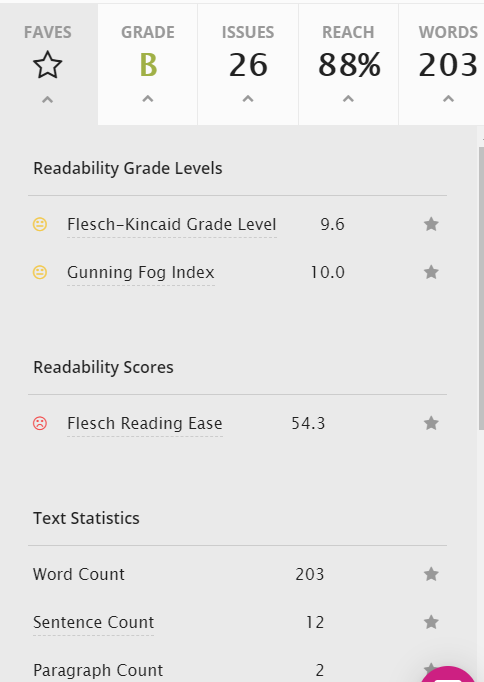 FAVES GRADE ISSUES REACH WORDS
B 26 88% 203
Readability Grade Levels
Flesch-Kincaid Grade Level 9.6
Gunning Fog Index 10.0
Readability Scores
Flesch Reading Ease 54.3
Text Statistics
Word Count 203
Sentence Count 12
Paragraph Count 2